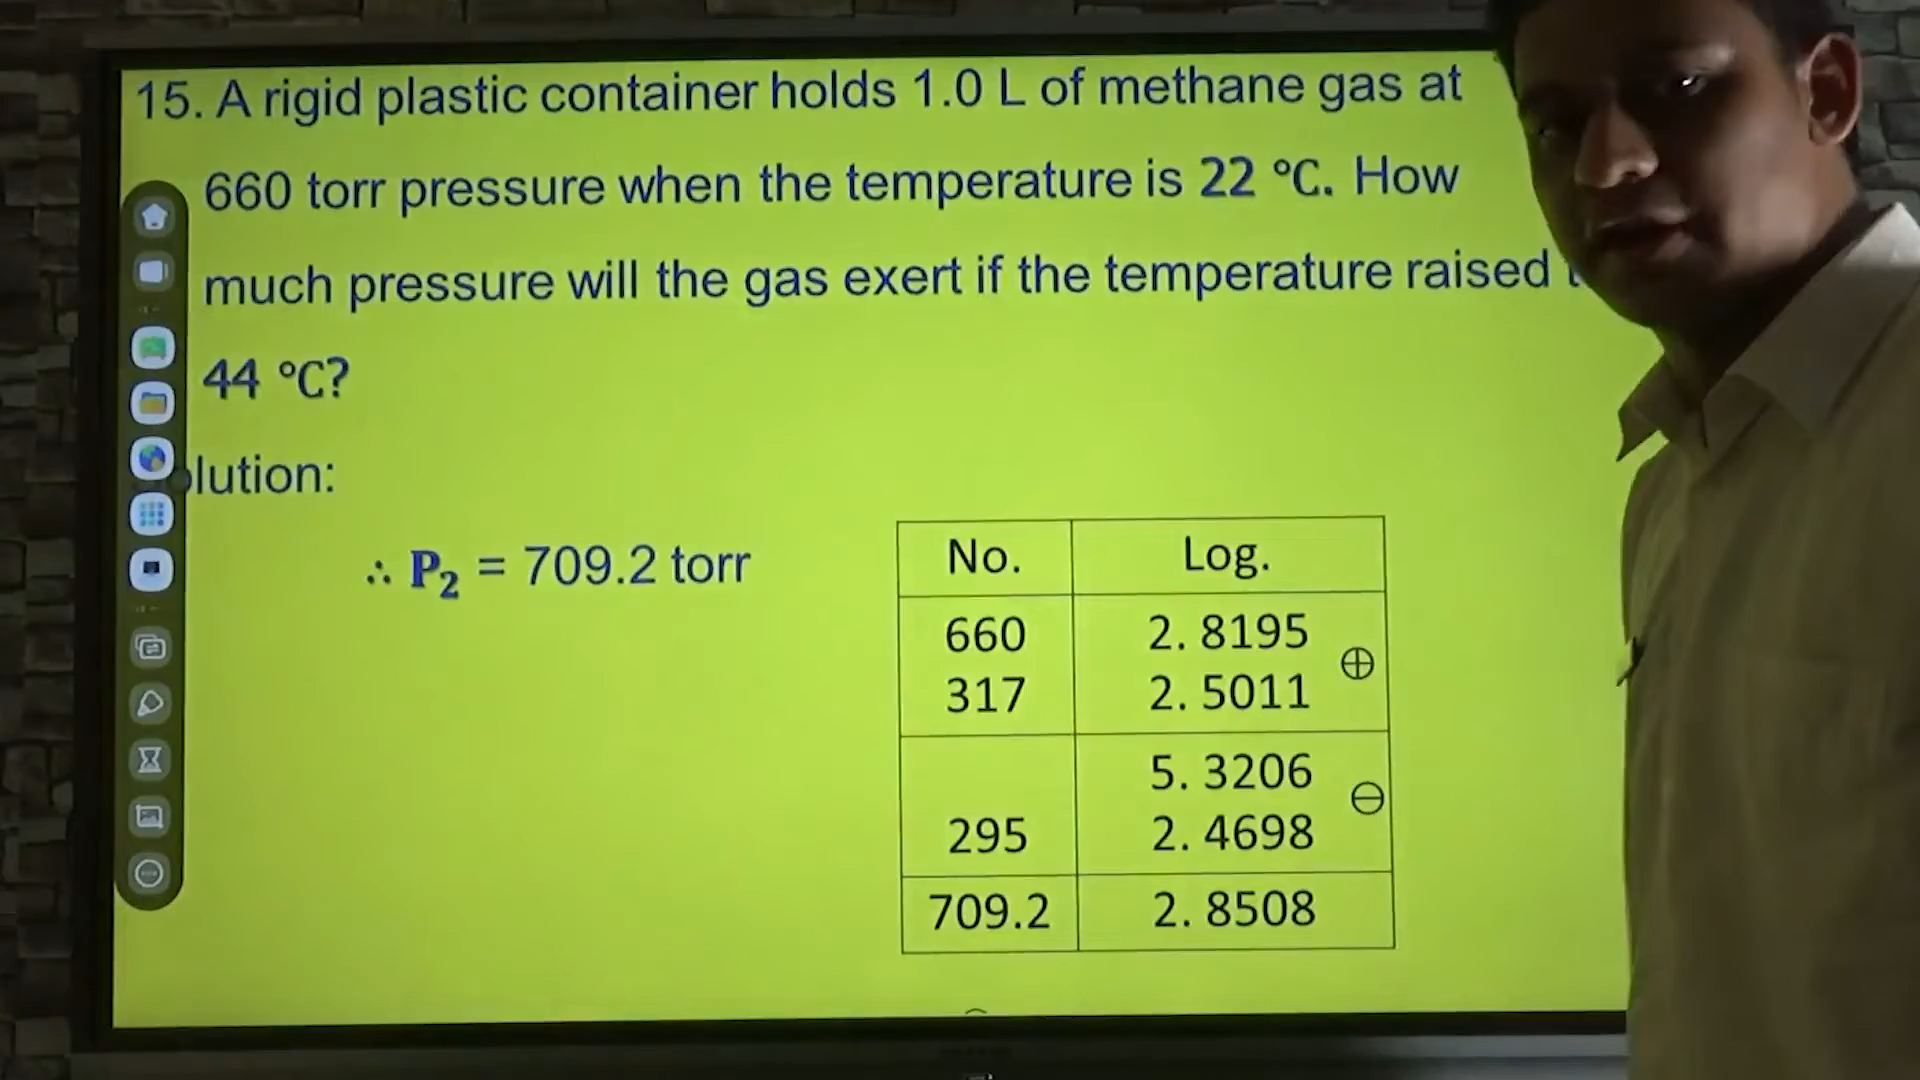 15. A rigid plastic container holds 1.0 L of methane gas at
660 torr pressure when the temperature is 22 °C. How
much pressure will the gas exert if the temperature raised
44 °C?
olution:
∴ P₂ = 709.2 torr
No. Log.
660 2. 8195
317 2. 5011 ⊕
5. 3206
295 2. 4698 ⊖
709.2 2. 8508